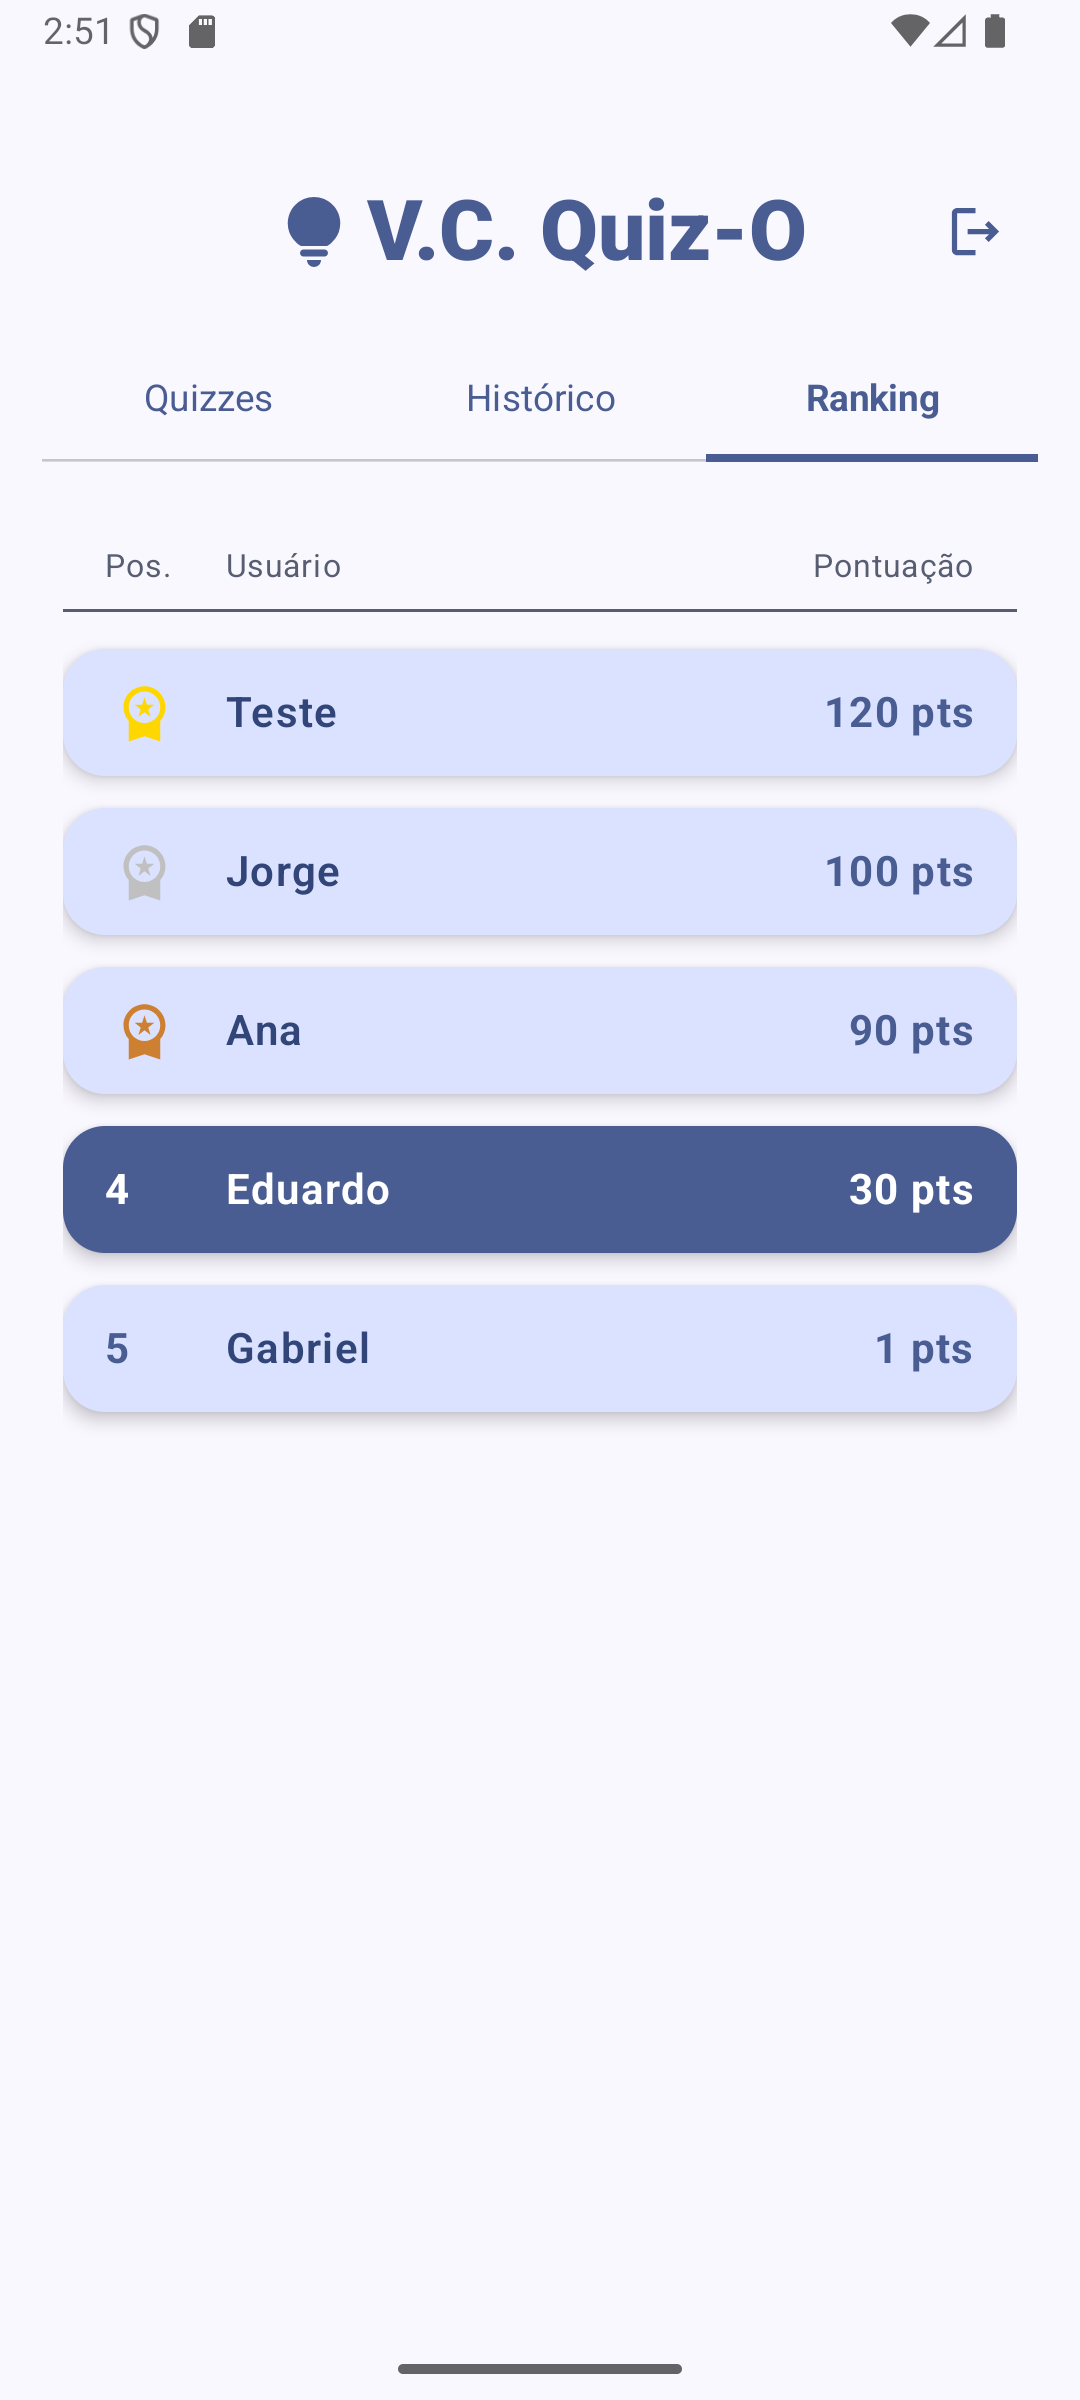 2:51
V.C. Quiz-O
Quizzes Histórico Ranking
Pos. Usuário Pontuação
Teste 120 pts
Jorge 100 pts
Ana 90 pts
4 Eduardo 30 pts
5 Gabriel 1 pts